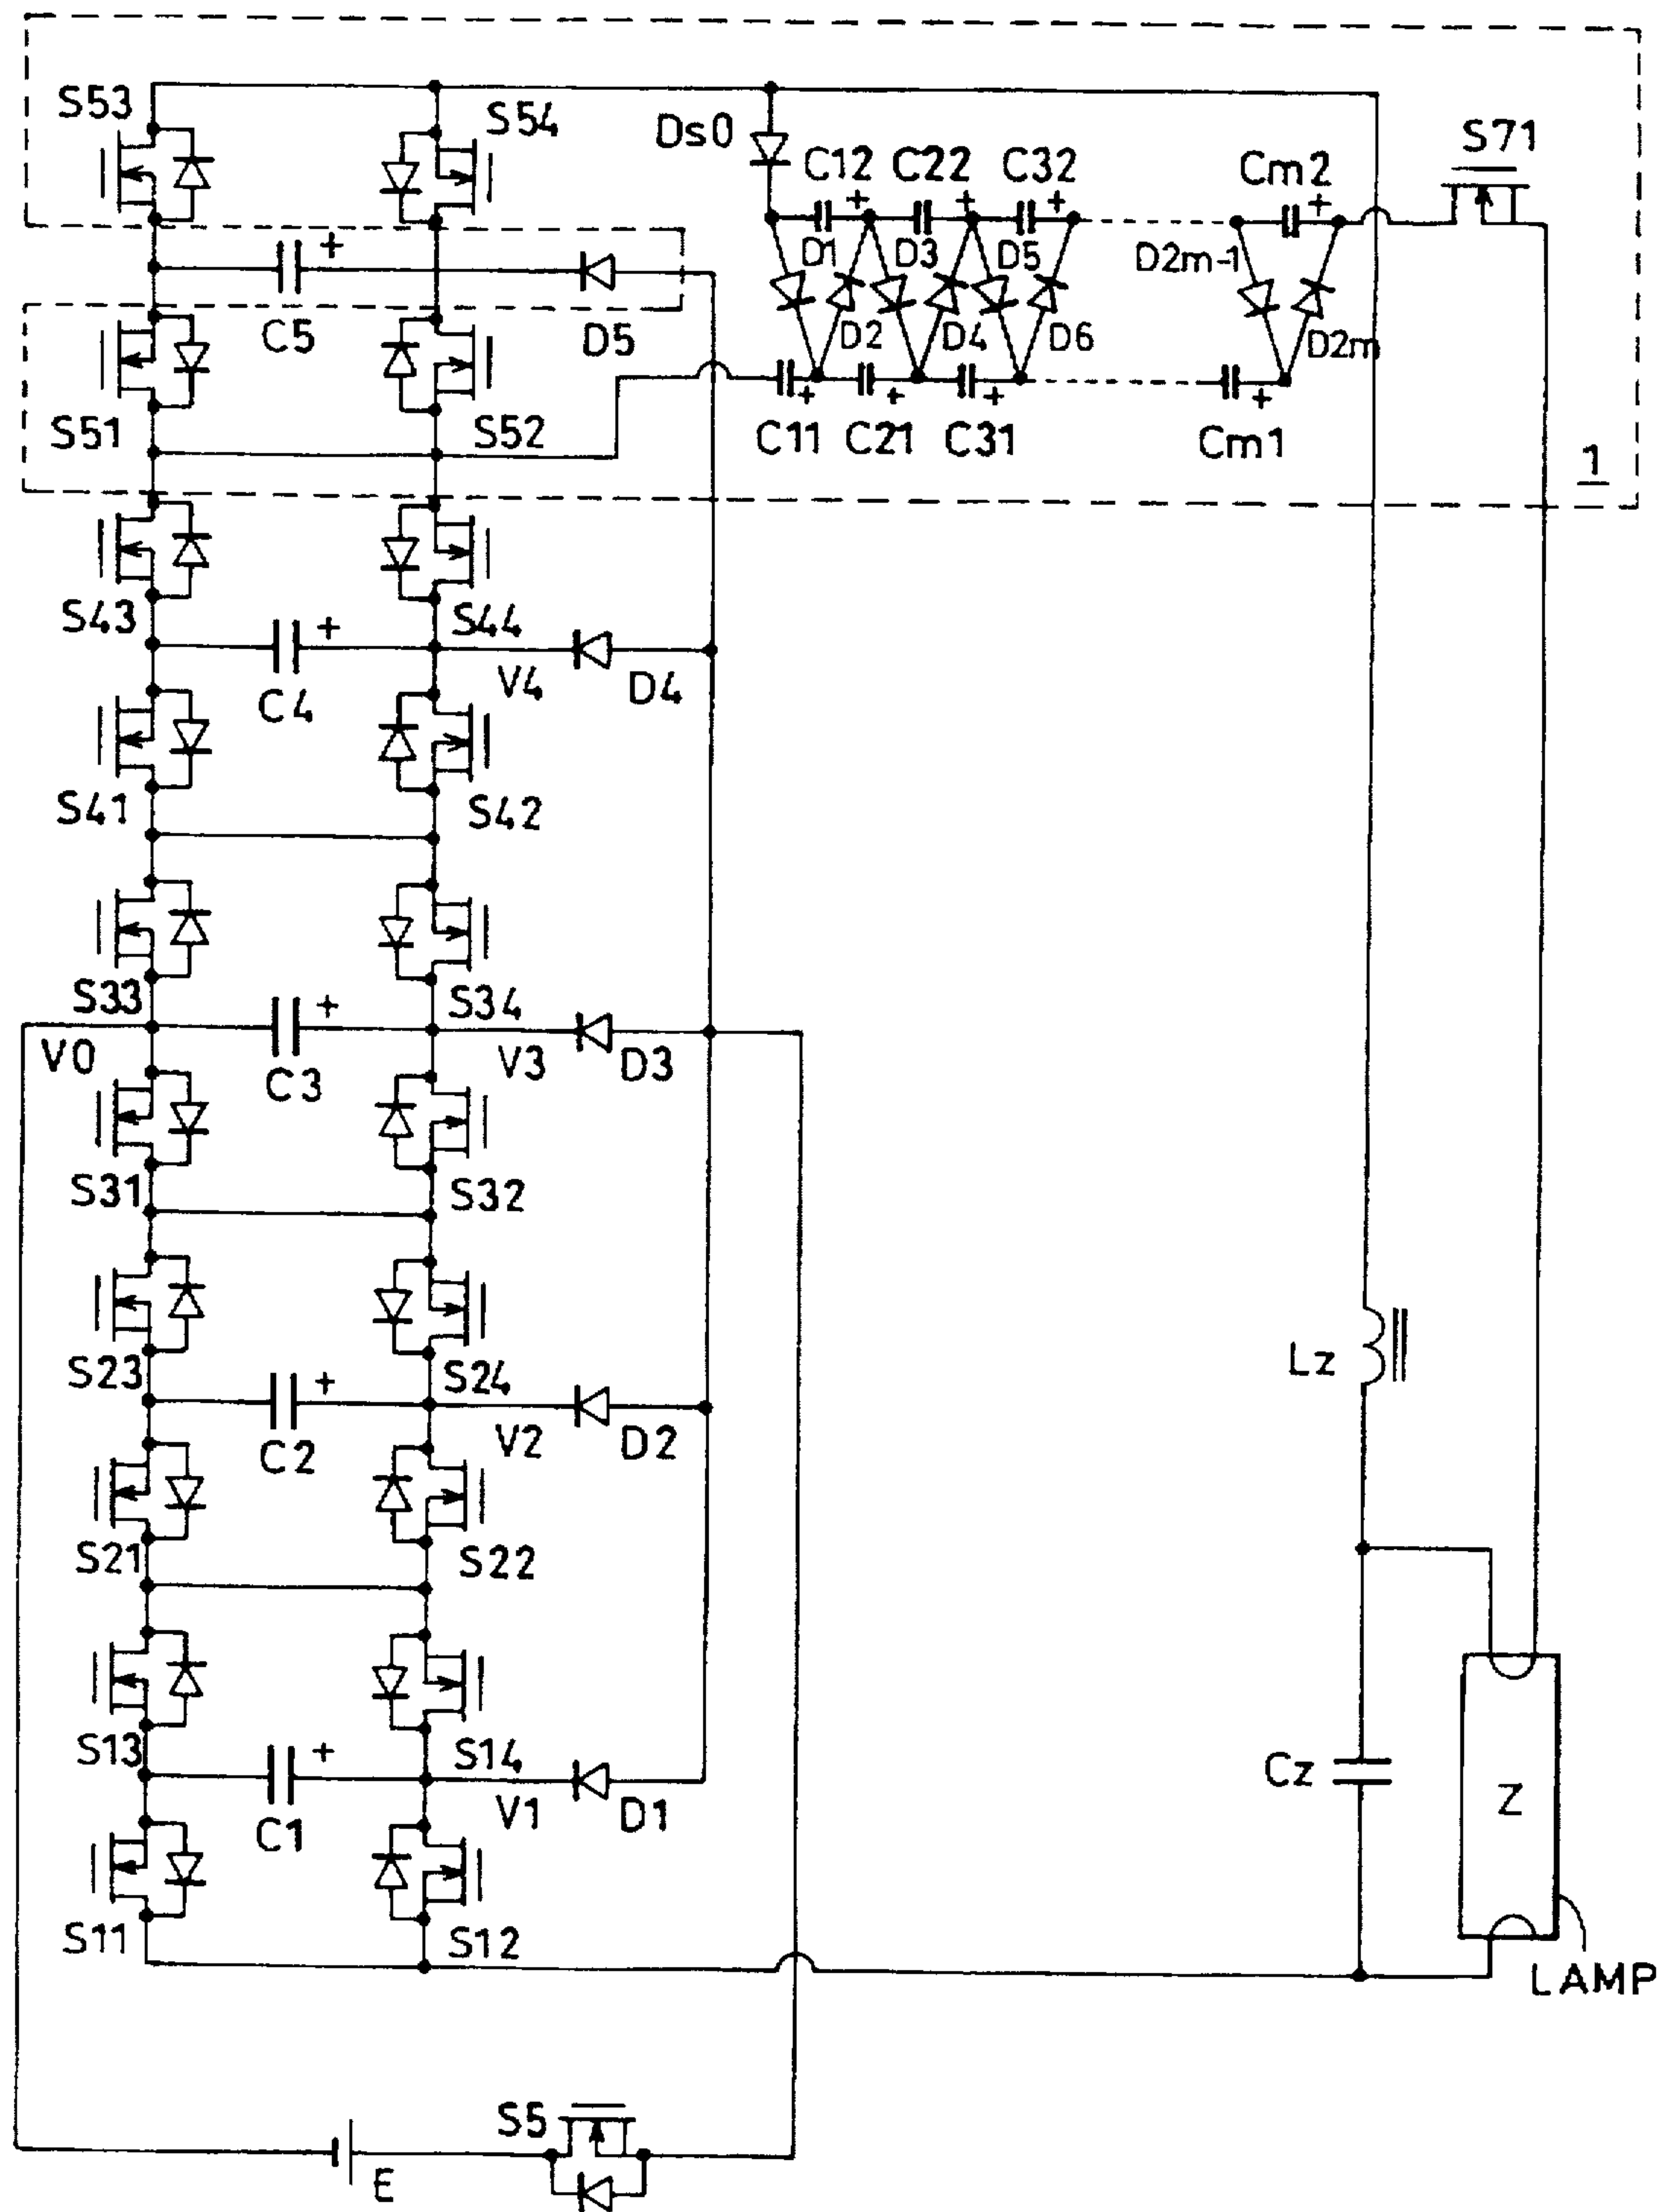 S53
S54
Ds0
S71
C12 + C22 + C32 +
Cm2 +
D1 D3 D5
D2m-1
+
C5
D5
D2 D4 D6
D2m
S51
S52
+ + + +
C11 C21 C31
Cm1
1
S43
S44
+
C4
V4
D4
S41
S42
S33
S34
+
V0
C3
V3
D3
S31
S32
S23
S24
+
C2
V2
D2
Lz
S21
S22
S13
S14
+
C1
V1
D1
Cz
Z
S11
S12
LAMP
S5
E